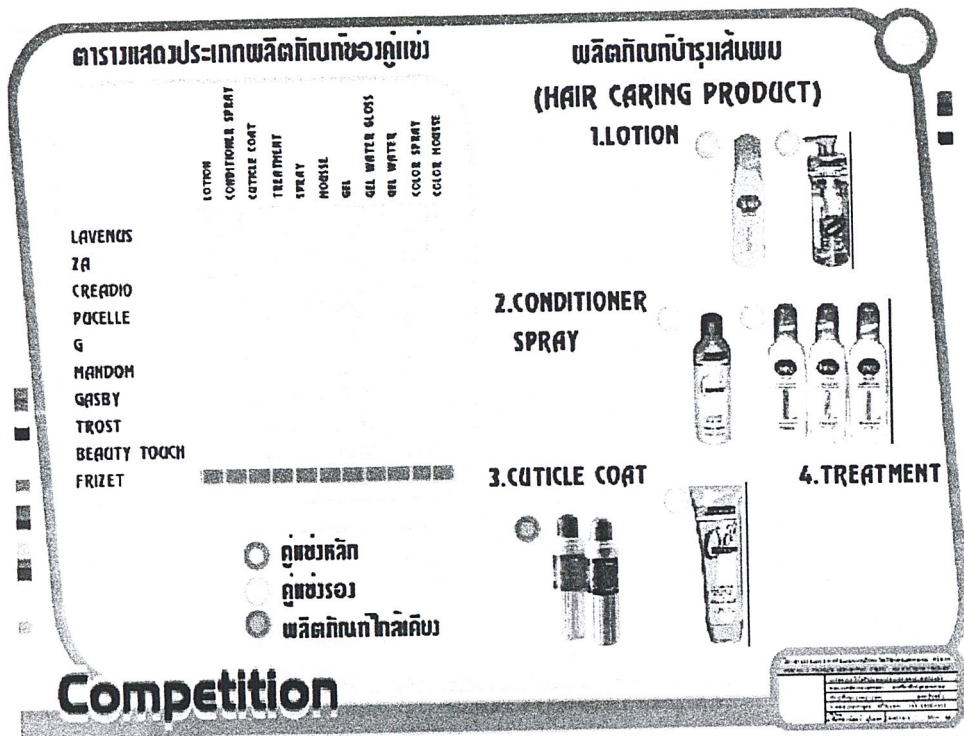 ตารางแสดงประเภทผลิตภัณฑ์ของคู่แข่ง
LOTION
CONDITIONER SPRAY
CUTICLE COAT
TREATMENT
SPRAY
MOUSSE
GEL
GEL WATER GLOSS
GEL WATER
COLOR SPRAY
COLOR MOUSSE
LAVENUS
ZA
CREADIO
PUCELLE
G
MANDOM
GASBY
TROST
BEAUTY TOUCH
FRIZET
คู่แข่งหลัก
คู่แข่งรอง
ผลิตภัณฑ์ใกล้เคียง
ผลิตภัณฑ์บำรุงเส้นผม
(HAIR CARING PRODUCT)
1.LOTION
2.CONDITIONER
SPRAY
3.CUTICLE COAT
4.TREATMENT
Competition